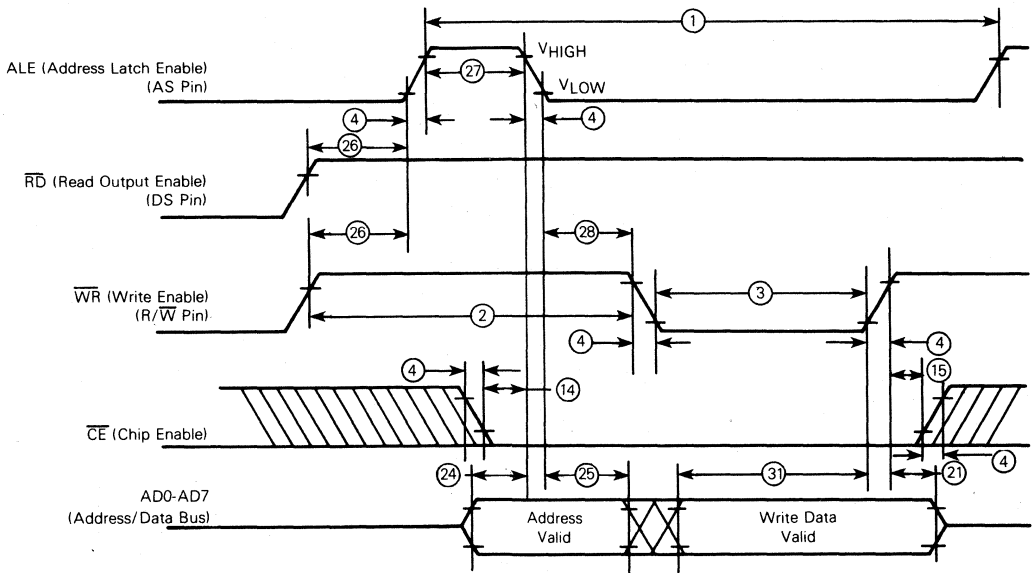 1
VHIGH
ALE (Address Latch Enable)
(AS Pin)
27
VLOW
4
4
26
RD (Read Output Enable)
(DS Pin)
26
28
WR (Write Enable)
(R/W Pin)
3
2
4
4
4
14
15
CE (Chip Enable)
4
24
25
31
21
AD0-AD7
(Address/Data Bus)
Address
Valid
Write Data
Valid